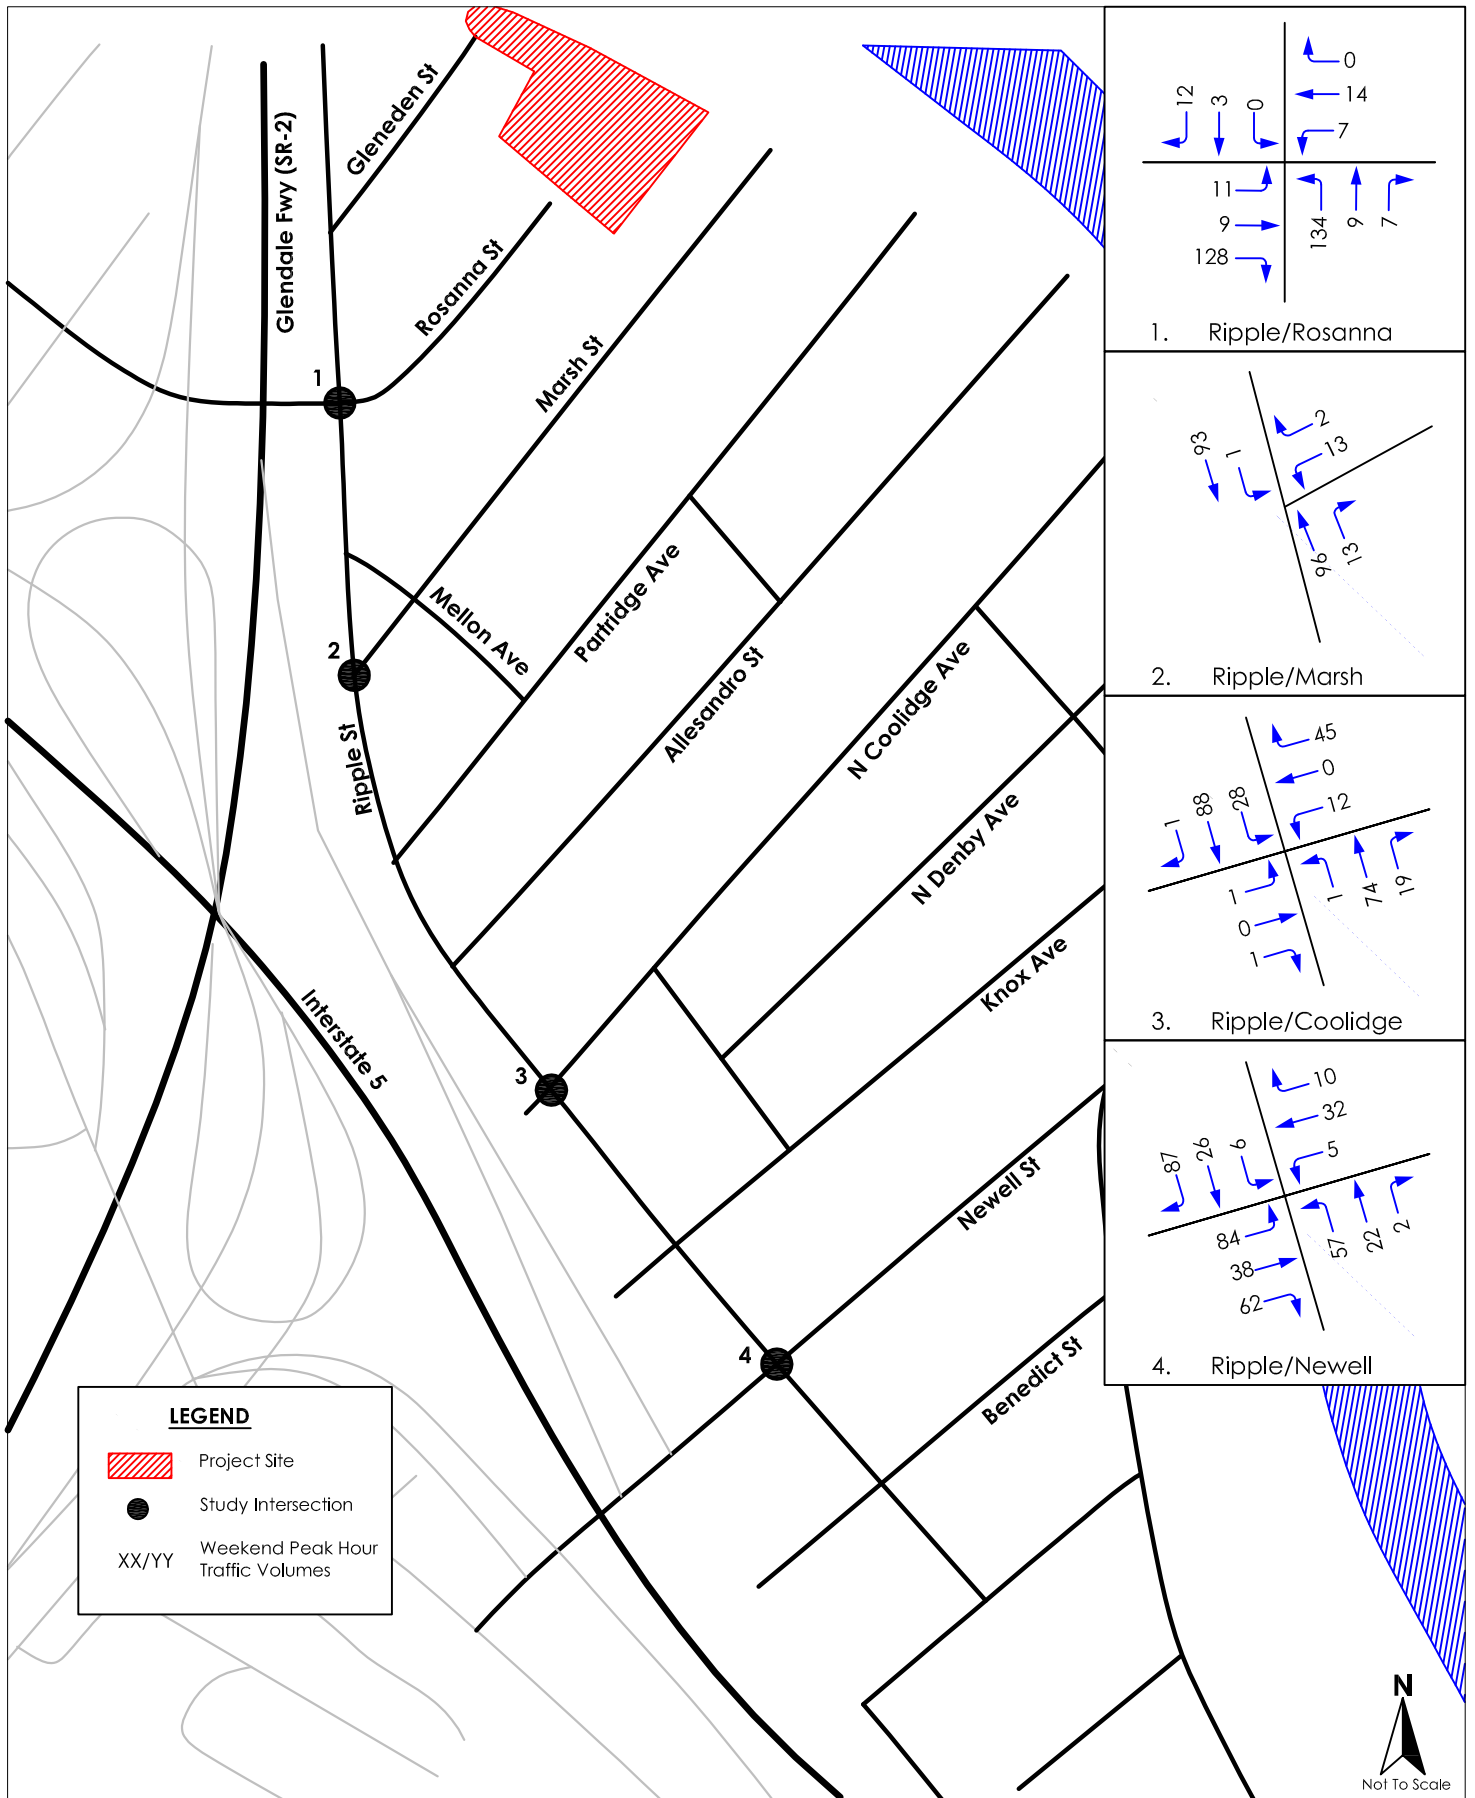 Glendale Fwy (SR-2)
Gleneden St
Rosanna St
1
Marsh St
Mellon Ave
2
Ripple St
Partridge Ave
Allesandro St
N Coolidge Ave
N Denby Ave
Knox Ave
Interstate 5
3
Newell St
4
Benedict St
0
14
7
12
3
0
11
9
128
134
9
7
1. Ripple/Rosanna
2
13
93
1
96
13
2. Ripple/Marsh
45
0
12
1
88
28
1
0
1
1
74
19
3. Ripple/Coolidge
10
32
5
87
26
6
84
38
62
57
22
2
4. Ripple/Newell
LEGEND
Project Site
Study Intersection
XX/YY Weekend Peak Hour
Traffic Volumes
N
Not To Scale